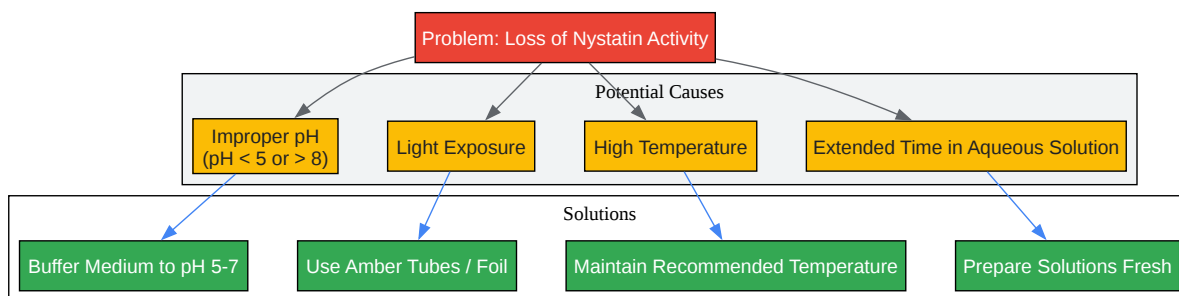 Problem: Loss of Nystatin Activity
Potential Causes
Improper pH
(pH < 5 or > 8)
Light Exposure
High Temperature
Extended Time in Aqueous Solution
Solutions
Buffer Medium to pH 5-7
Use Amber Tubes / Foil
Maintain Recommended Temperature
Prepare Solutions Fresh